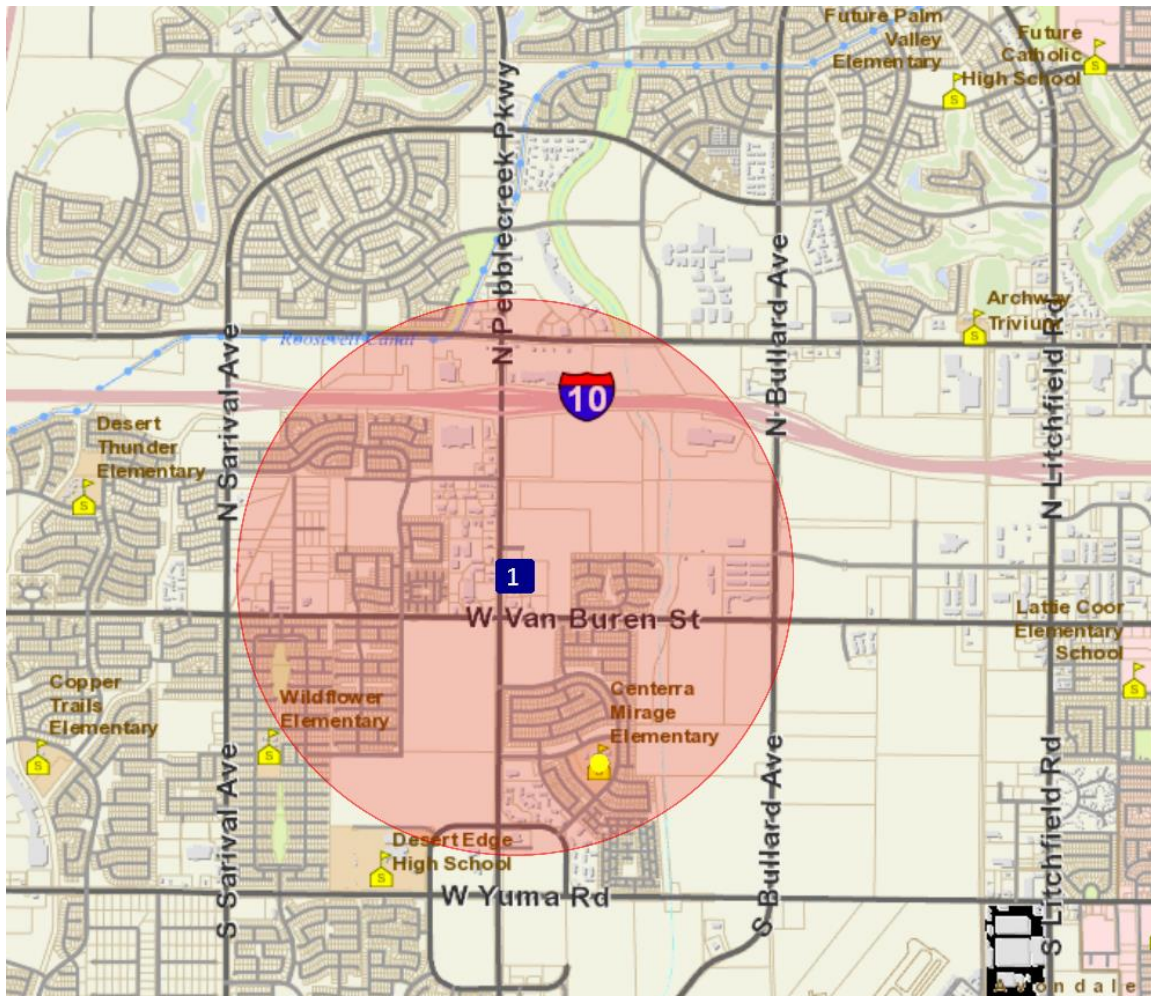 Future Palm
Valley
Elementary
Future
Catholic
High School
N Pebblecreek Pkwy
N Bullard Ave
Archway
Trivium
N Litchfield Rd
Roosevelt Canal
N Sarival Ave
10
Desert
Thunder
Elementary
1
W Van Buren St
Lattie Coor
Elementary
School
Copper
Trails
Elementary
Wildflower
Elementary
Centerra
Mirage
Elementary
S Sarival Ave
S Bullard Ave
S Litchfield Rd
Desert Edge
High School
W Yuma Rd
Avondale
S
S
S
S
S
S
S
S